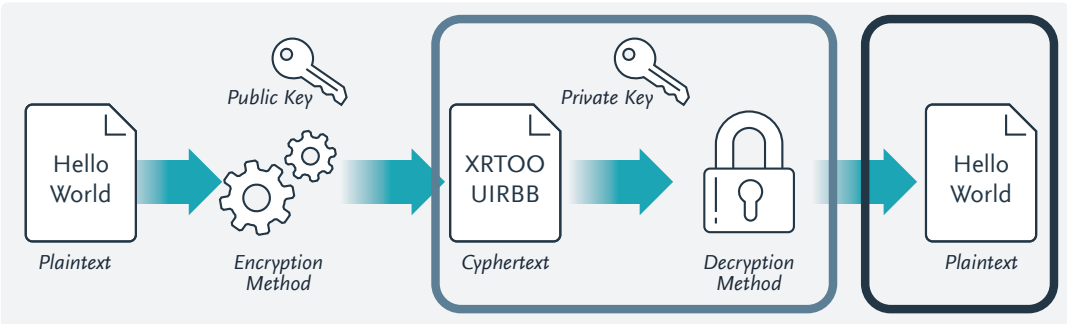 Public Key
Private Key
Hello
World
XRTOO
UIRBB
Hello
World
Plaintext
Encryption
Method
Cyphertext
Decryption
Method
Plaintext